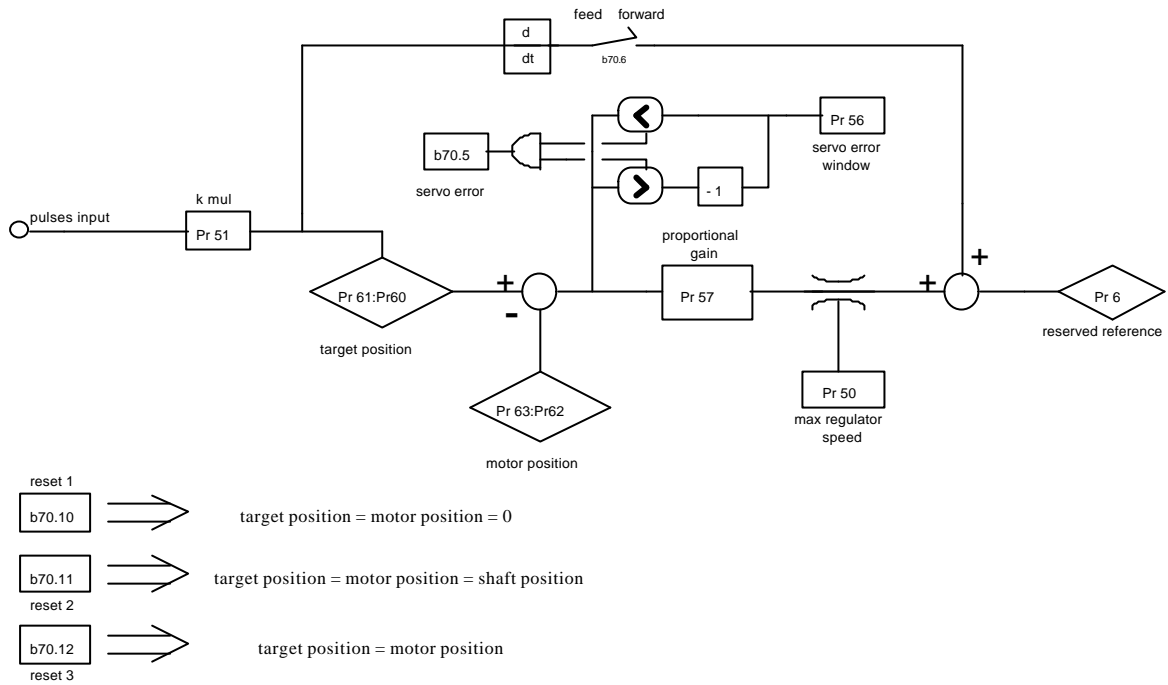 feed forward
d
dt
b70.6
Pr 56
servo error
window
b70.5
servo error
- 1
k mul
pulses input
Pr 51
proportional
gain
Pr 57
+
+
+
-
Pr 61:Pr60
target position
Pr 6
reserved reference
Pr 50
max regulator
speed
Pr 63:Pr62
motor position
reset 1
b70.10
target position = motor position = 0
b70.11
target position = motor position = shaft position
reset 2
b70.12
target position = motor position
reset 3